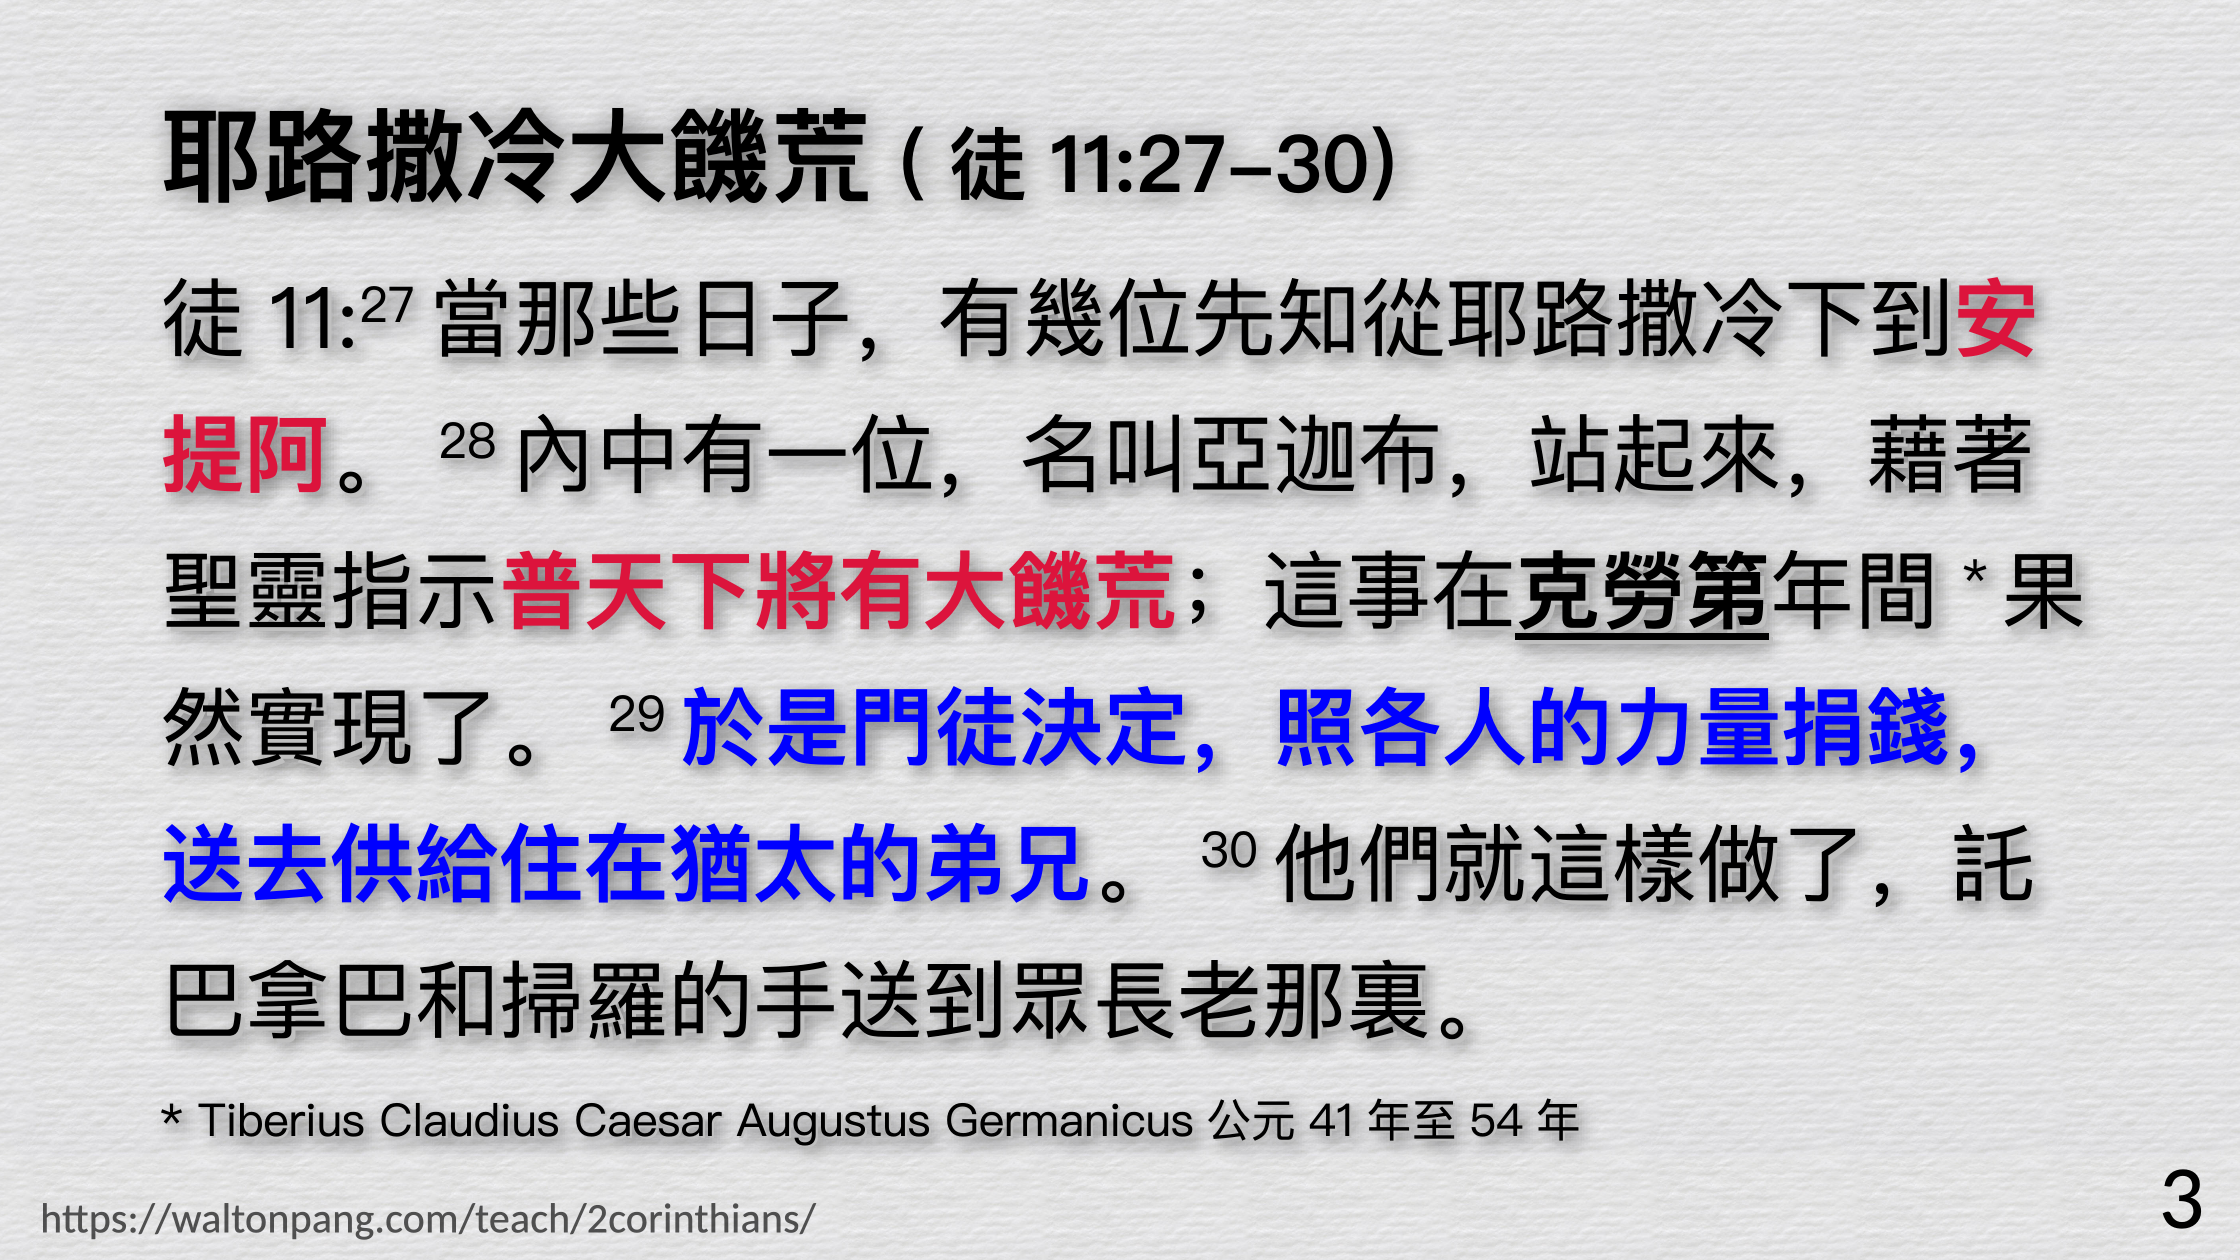 耶路撒冷大饑荒 ( 徒 11:27–30)
徒 11:27 當那些日子，有幾位先知從耶路撒冷下到安
提阿。 28 內中有一位，名叫亞迦布，站起來，藉著
聖靈指示普天下將有大饑荒；這事在克勞第年間 * 果
然實現了。 29 於是門徒決定，照各人的力量捐錢，
送去供給住在猶太的弟兄。 30 他們就這樣做了，託
巴拿巴和掃羅的手送到眾長老那裏。
* Tiberius Claudius Caesar Augustus Germanicus 公元 41 年至 54 年
https://waltonpang.com/teach/2corinthians/
3